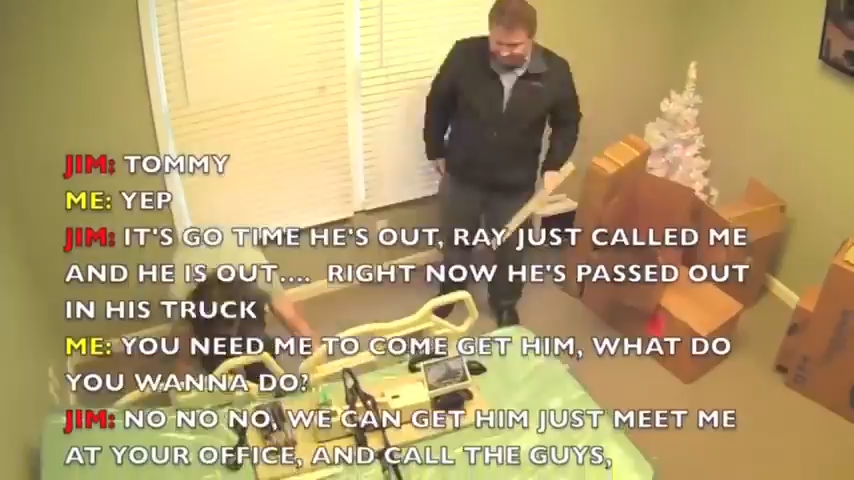 JIM: TOMMY
ME: YEP
JIM: IT'S GO TIME HE'S OUT, RAY JUST CALLED ME
AND HE IS OUT.... RIGHT NOW HE'S PASSED OUT
IN HIS TRUCK
ME: YOU NEED ME TO COME GET HIM, WHAT DO
YOU WANNA DO?
JIM: NO NO NO, WE CAN GET HIM JUST MEET ME
AT YOUR OFFICE, AND CALL THE GUYS,